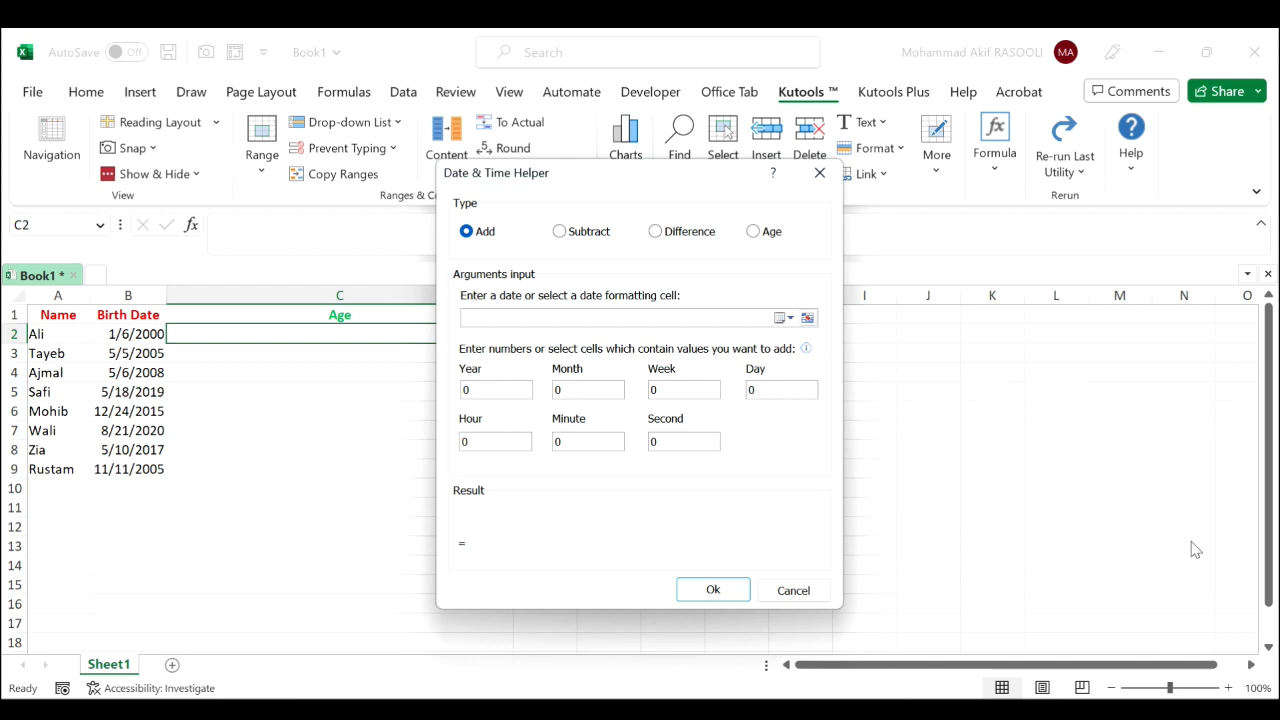 AutoSave Off Book1 Search Mohammad Akif RASOOLI MA
File Home Insert Draw Page Layout Formulas Data Review View Automate Developer Office Tab Kutools ™ Kutools Plus Help Acrobat Comments Share
Navigation
Reading Layout
Snap
Show & Hide
View
Range
Drop-down List
Prevent Typing
Copy Ranges
Content
To Actual
Round
Ranges & C
Charts
Find
Select
Insert
Delete
Text
Format
Link
More
Formula
Re-run Last
Utility
Rerun
Help
C2 fx
Book1 *
Date & Time Helper ?
Type
Add Subtract Difference Age
Arguments input
Enter a date or select a date formatting cell:
Enter numbers or select cells which contain values you want to add:
Year Month Week Day
0 0 0 0
Hour Minute Second
0 0 0
Result
=
Ok Cancel
A B C I J K L M N O
1 Name Birth Date Age
2 Ali 1/6/2000
3 Tayeb 5/5/2005
4 Ajmal 5/6/2008
5 Safi 5/18/2019
6 Mohib 12/24/2015
7 Wali 8/21/2020
8 Zia 5/10/2017
9 Rustam 11/11/2005
10
11
12
13
14
15
16
17
18
Sheet1
Ready Accessibility: Investigate 100%